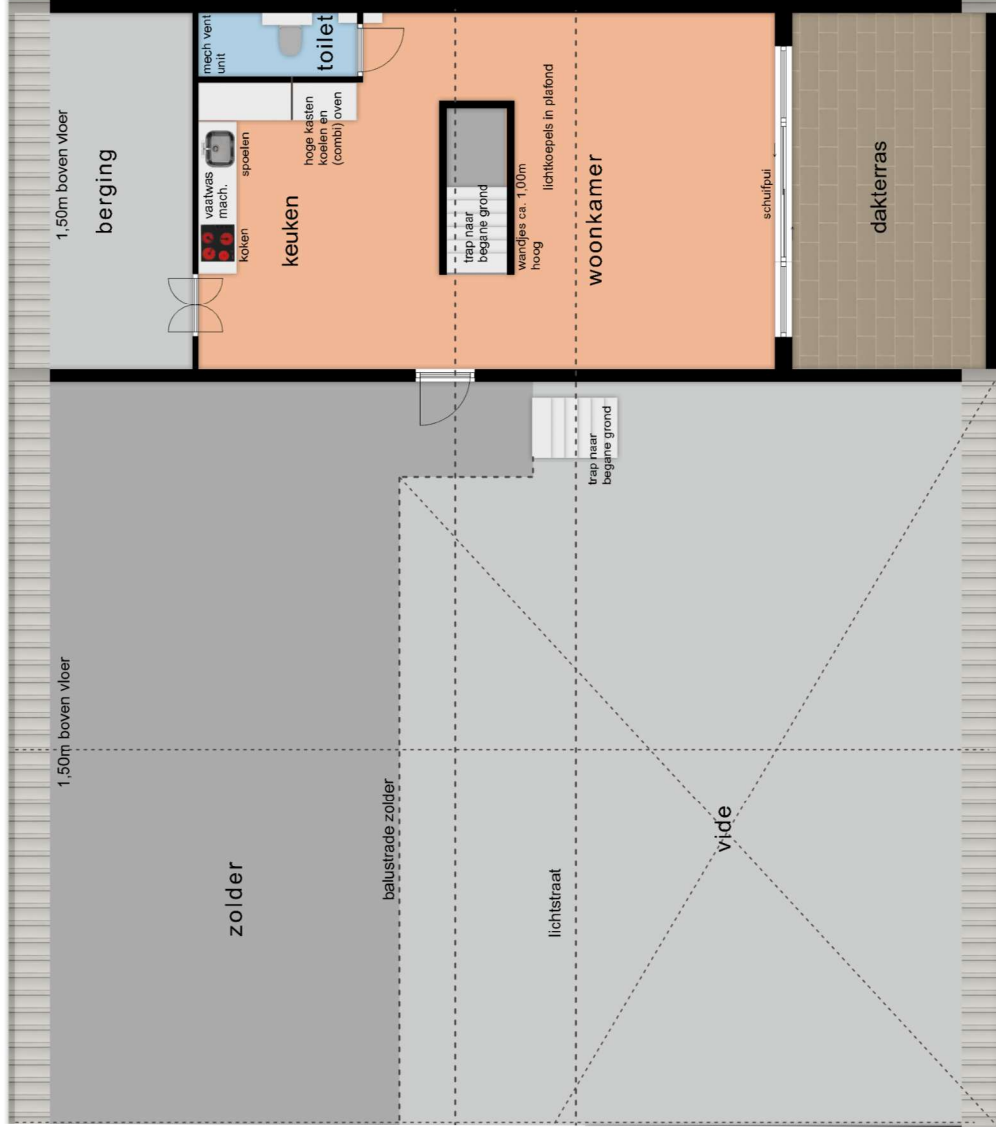 1,50m boven vloer
zolder
balustrade zolder
lichtstraat
vide
trap naar
begane grond
1,50m boven vloer
berging
mech vent
unit
toilet
koken
vaatwas
mach.
spoelen
keuken
hoge kasten
koelen en
(combi) oven
trap naar
begane grond
wandjes ca. 1,00m
hoog
lichtkoepels in plafond
woonkamer
schuifpui
dakterras